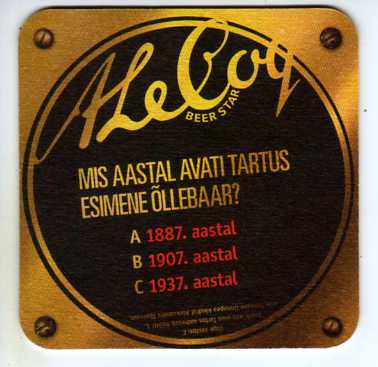 A Le Coq
BEER STAR
MIS AASTAL AVATI TARTUS
ESIMENE ÕLLEBAAR?
A 1887. aastal
B 1907. aastal
C 1937. aastal